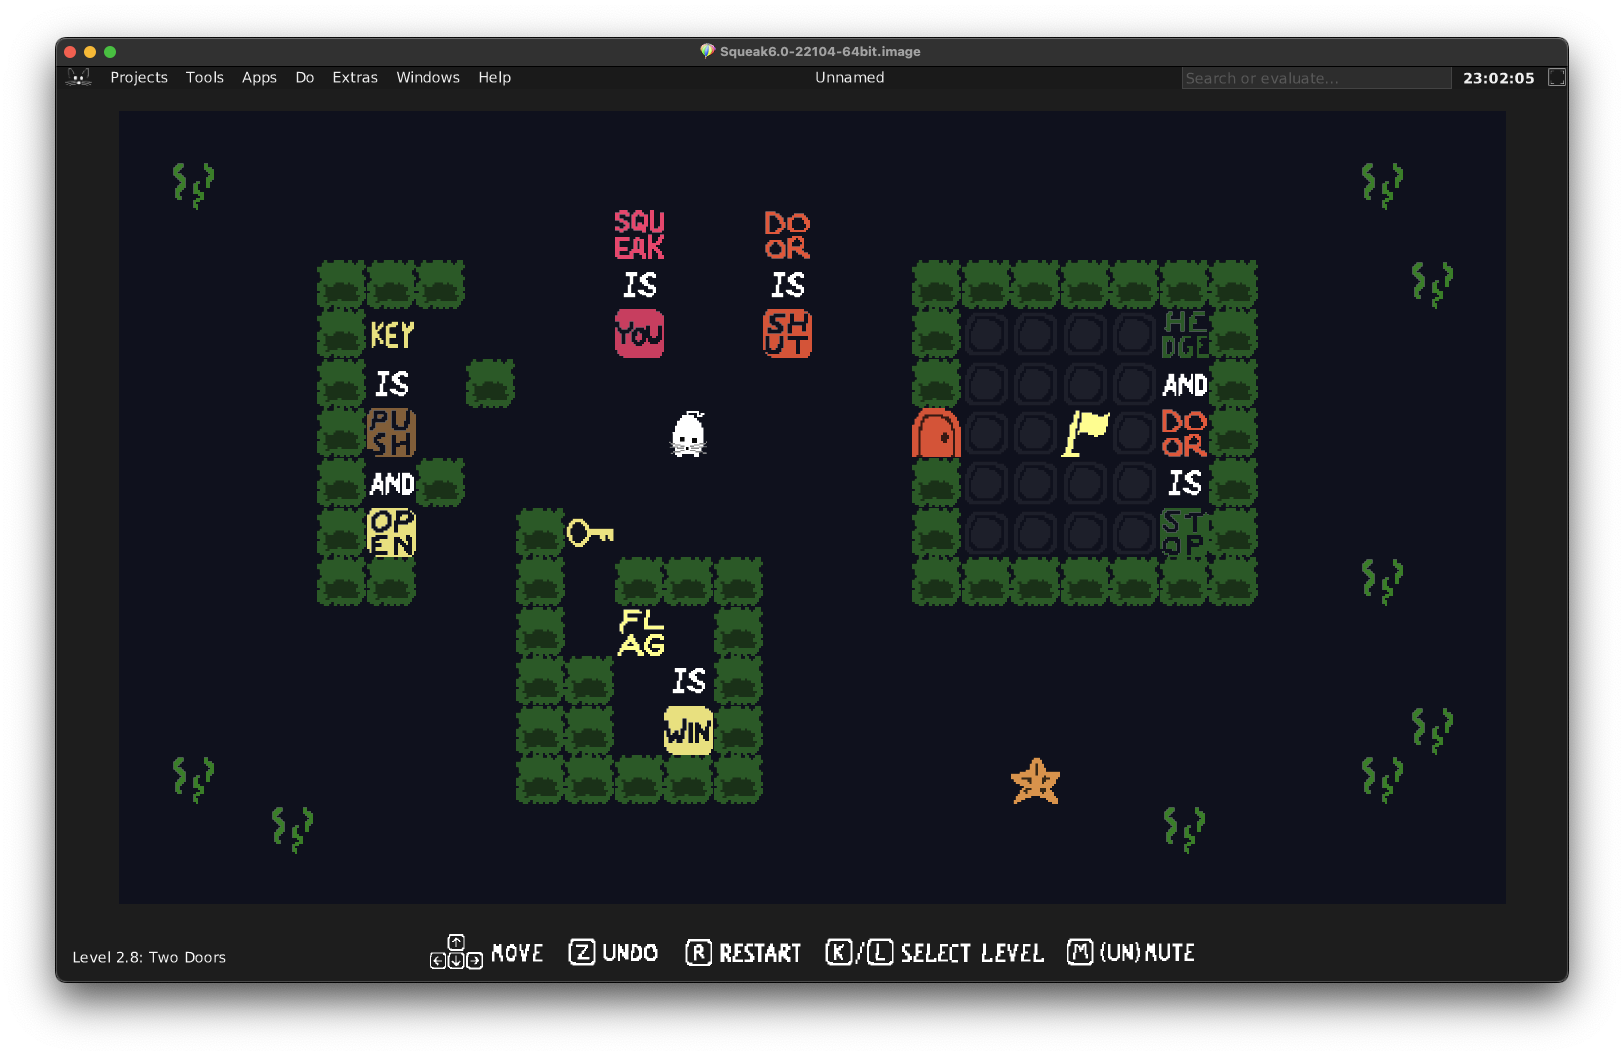 Squeak6.0-22104-64bit.image
Projects Tools Apps Do Extras Windows Help Unnamed Search or evaluate... 23:02:05
SQU
EAK
DO
OR
IS
IS
YOU
SH
UT
KEY
HE
DGE
IS
AND
PU
SH
DO
OR
AND
IS
OP
EN
ST
OP
FL
AG
IS
WIN
Level 2.8: Two Doors
MOVE Z UNDO R RESTART K/L SELECT LEVEL M (UN)MUTE